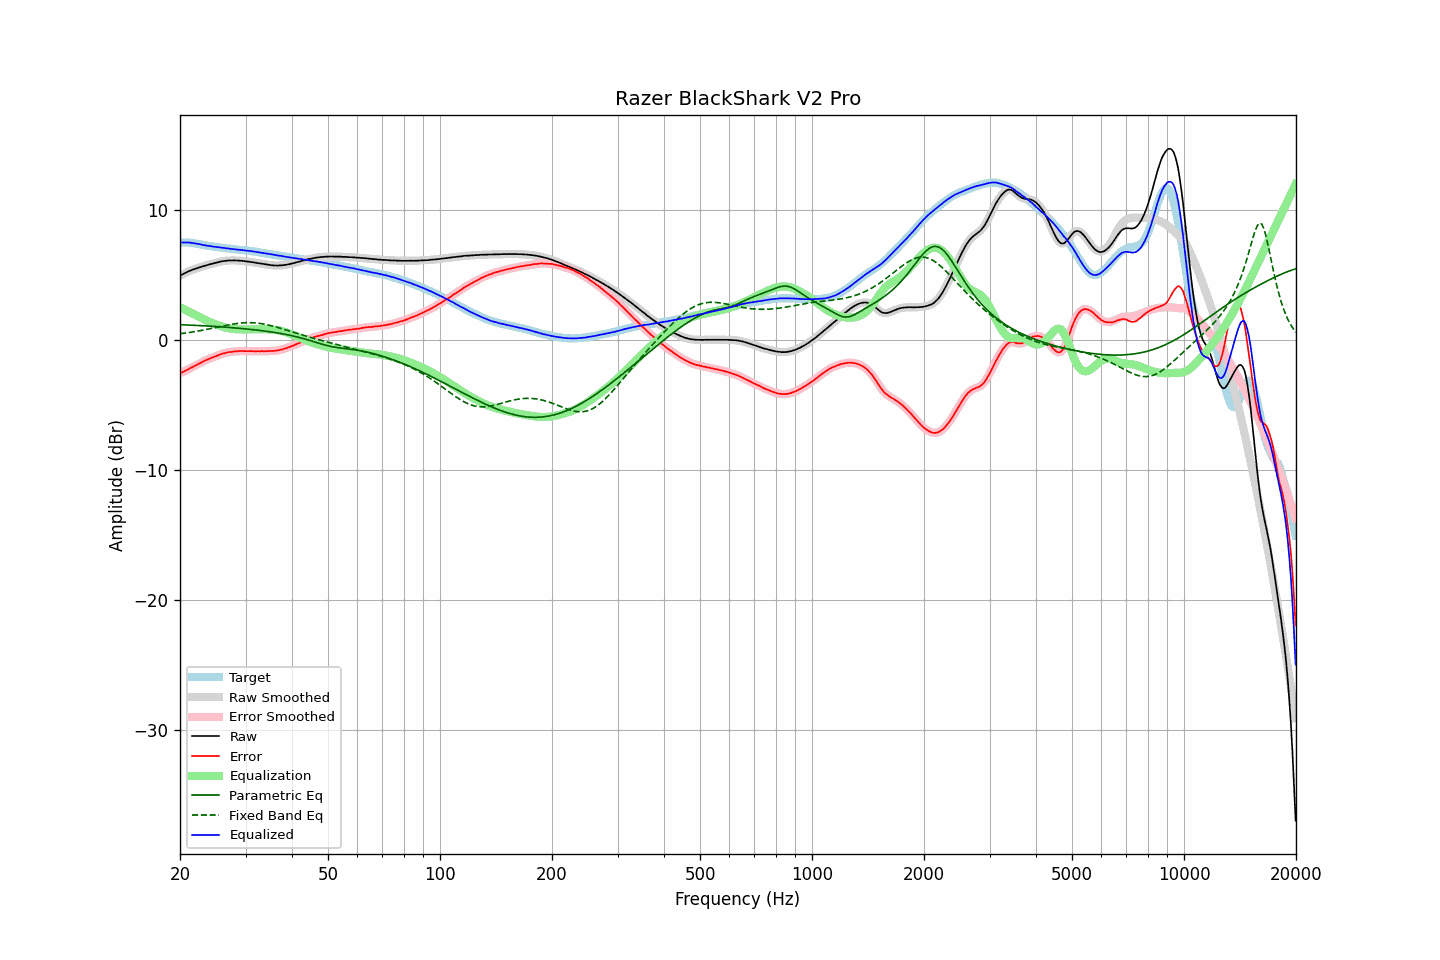 Razer BlackShark V2 Pro
Amplitude (dBr)
10
0
−10
−20
−30
Target
Raw Smoothed
Error Smoothed
Raw
Error
Equalization
Parametric Eq
Fixed Band Eq
Equalized
20 50 100 200 500 1000 2000 5000 10000 20000
Frequency (Hz)